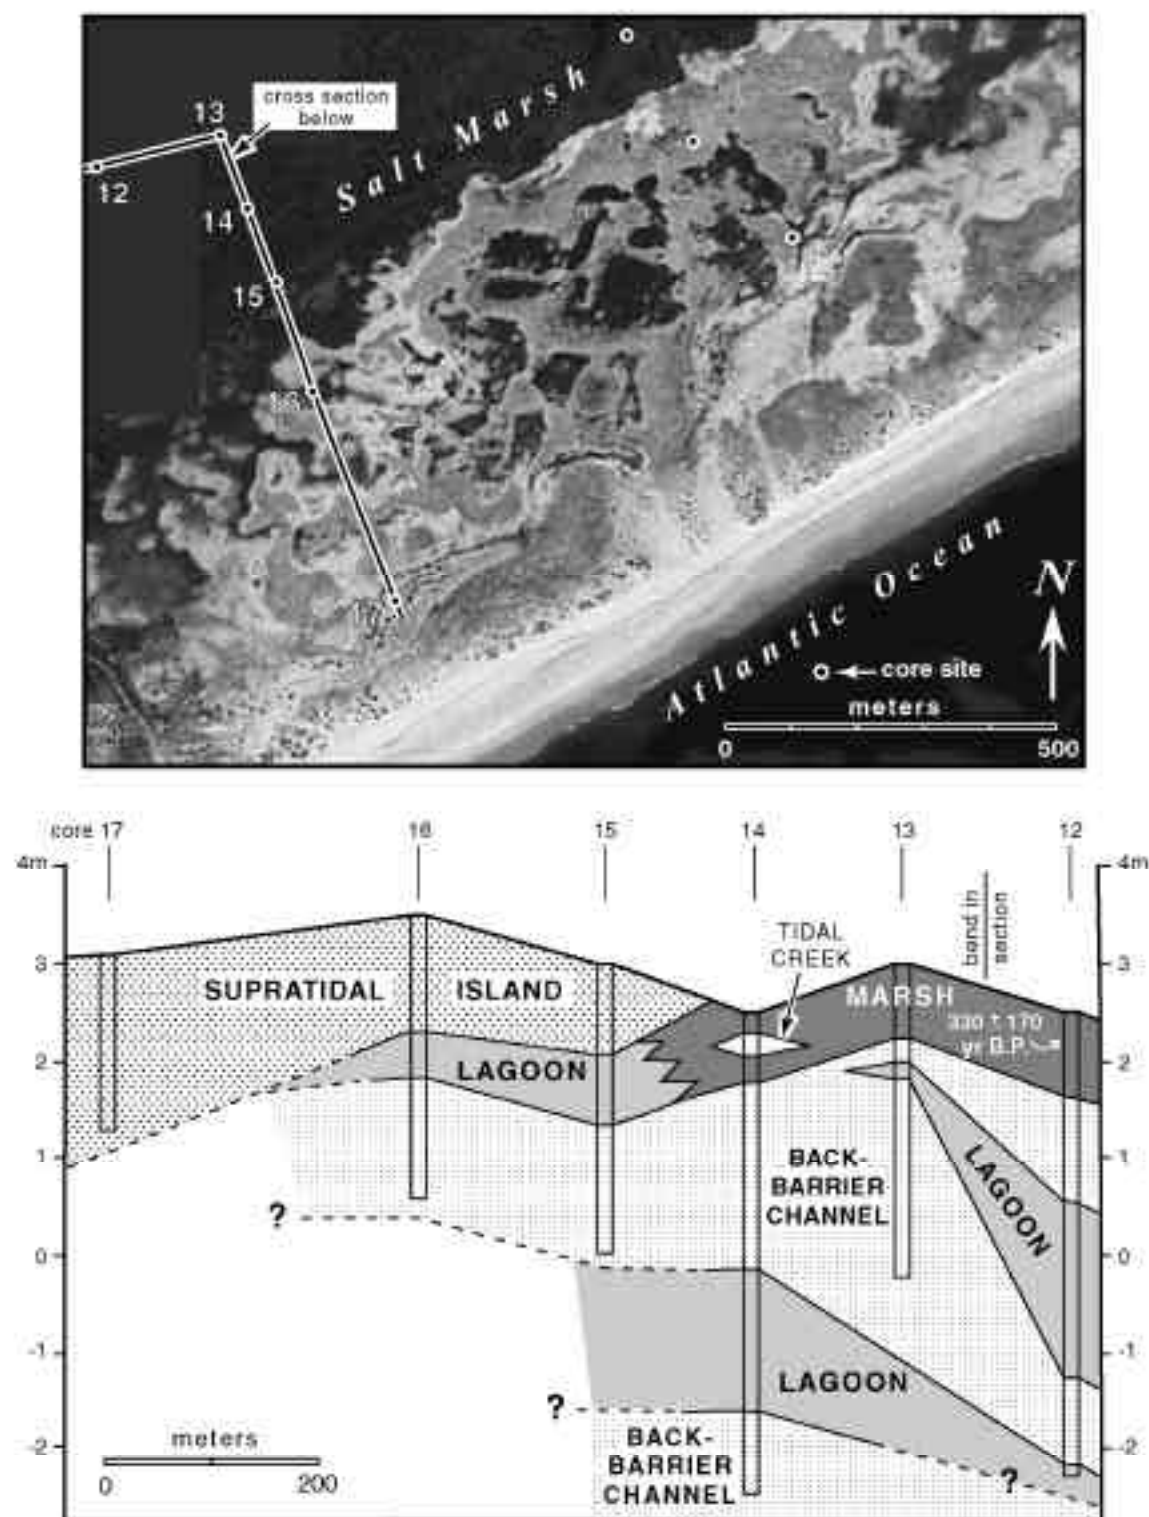 cross section
below
13
12
14
15
16
17
Salt Marsh
Atlantic Ocean
N
core site
meters
0 500
core 17 16 15 14 13 12
4m 4m
bend in
section
TIDAL
CREEK
3 3
SUPRATIDAL ISLAND
MARSH
330 ± 170
yr B.P.
2 2
LAGOON
1 1
BACK-
BARRIER
CHANNEL
LAGOON
?
0 0
-1 -1
LAGOON
?
meters
0 200
-2 -2
BACK-
BARRIER
CHANNEL
?